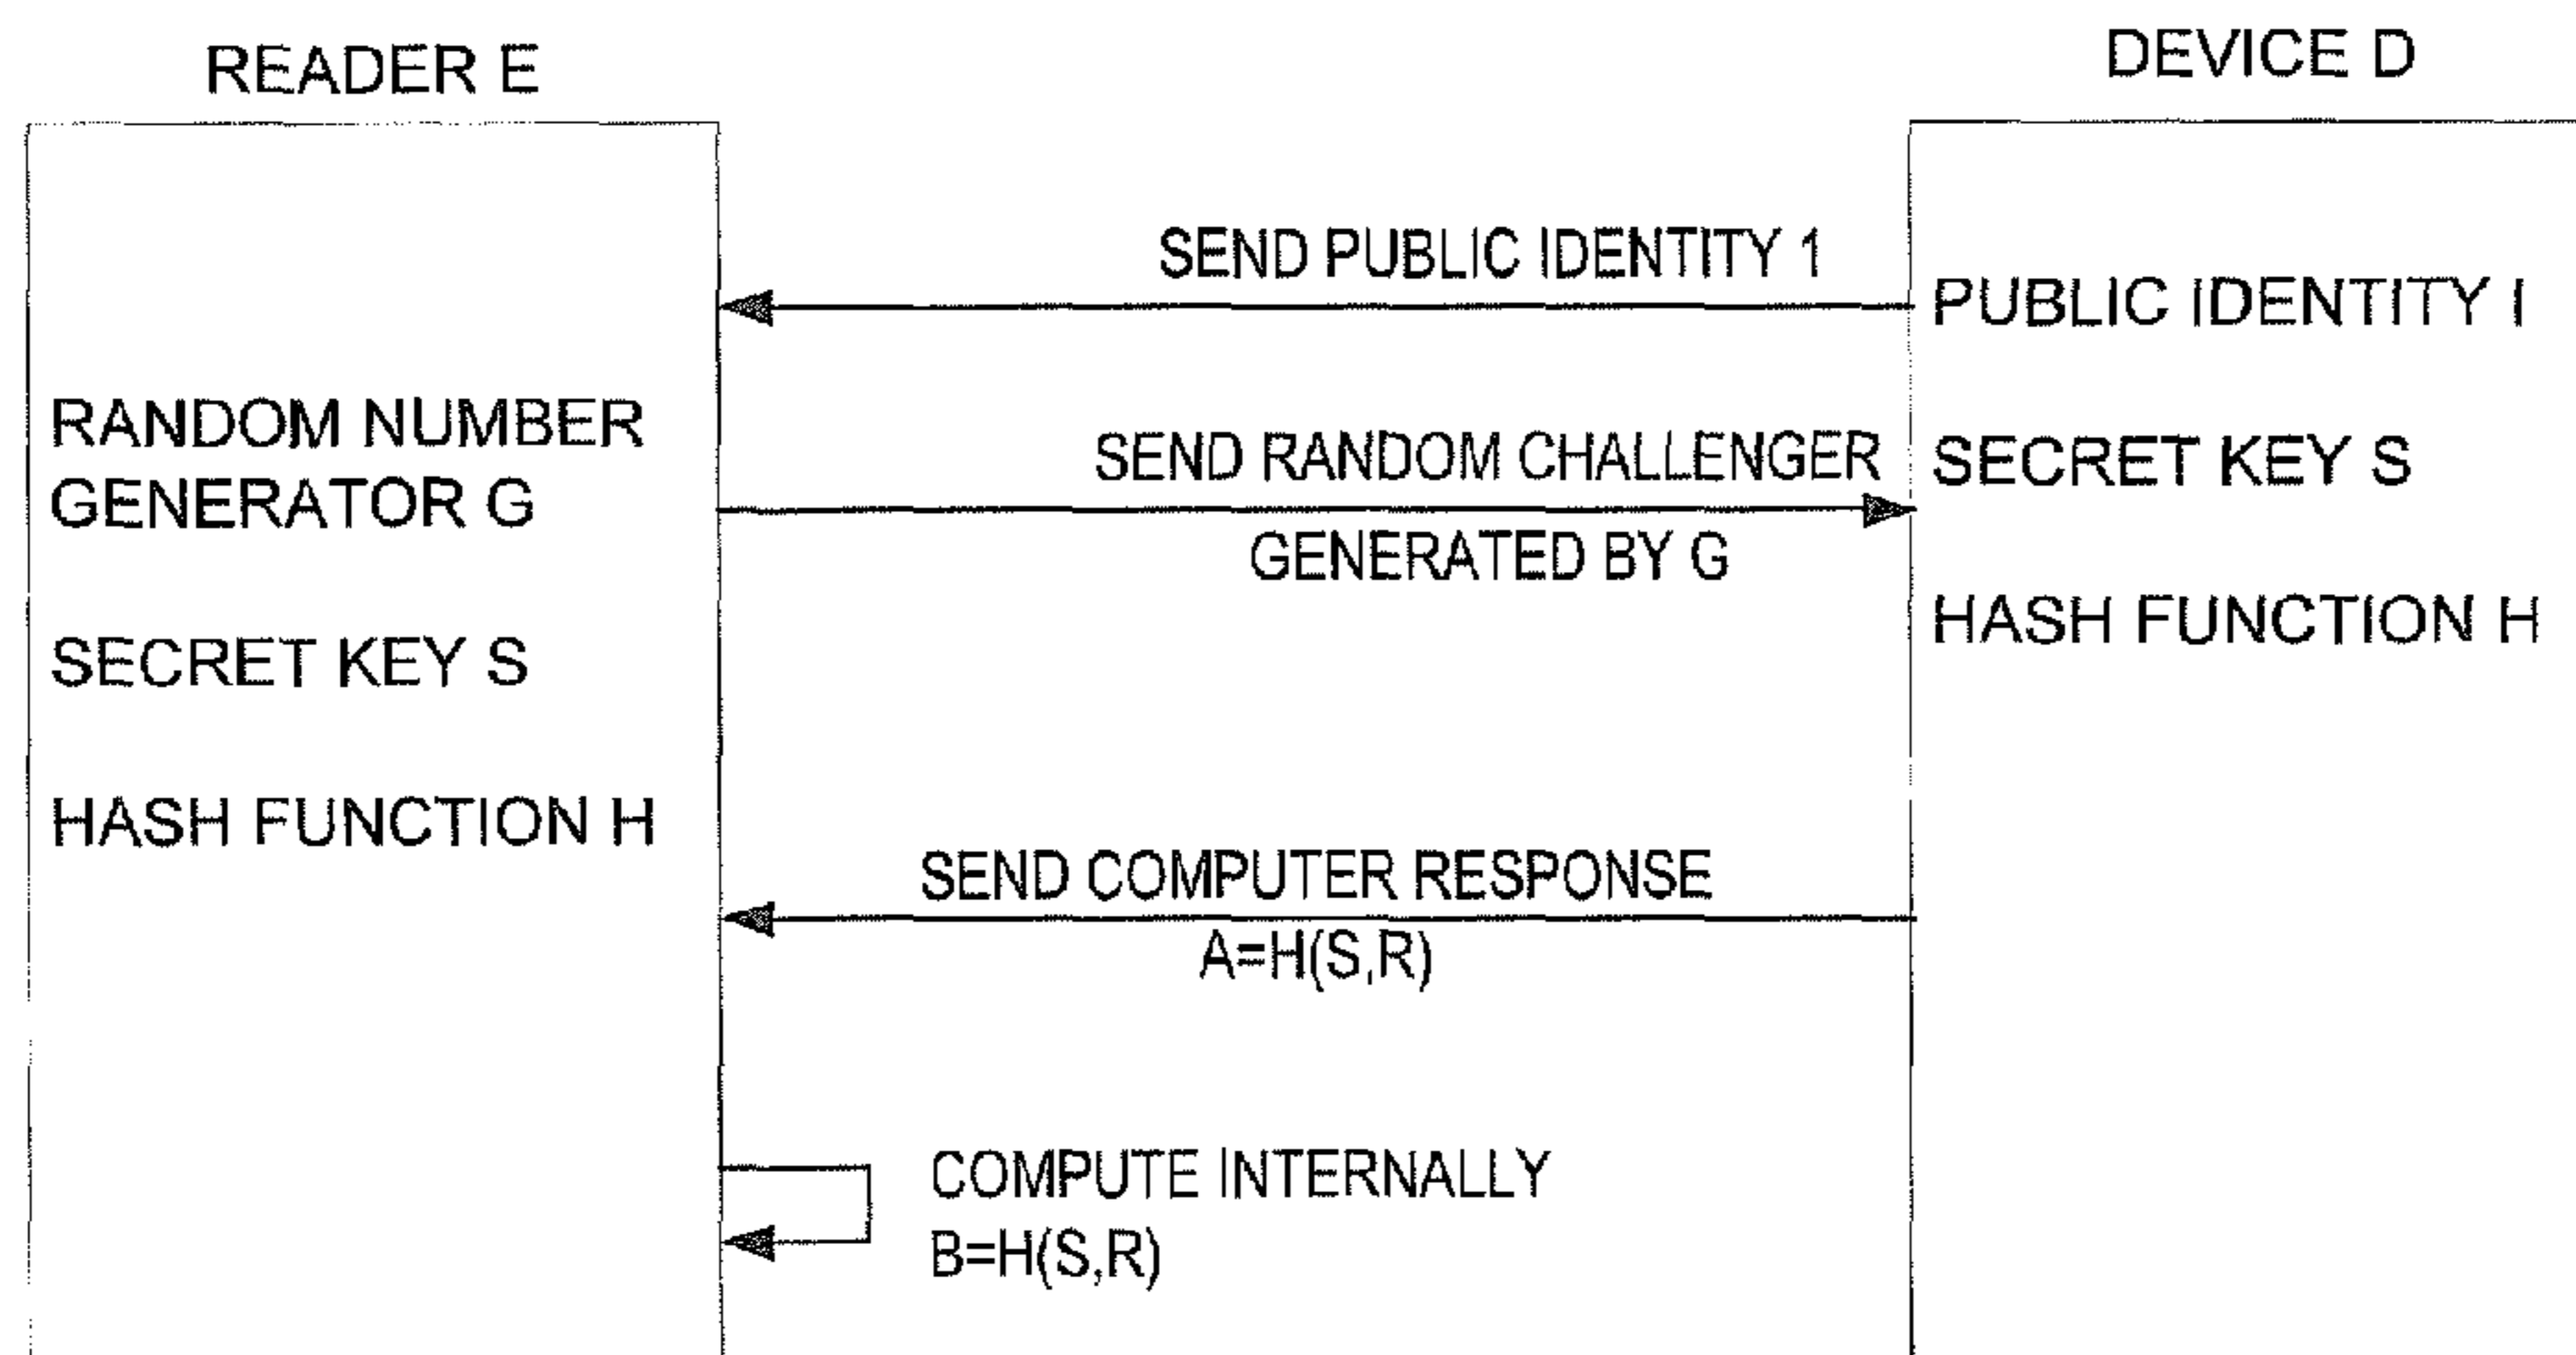 READER E
DEVICE D
SEND PUBLIC IDENTITY 1
PUBLIC IDENTITY I
RANDOM NUMBER
GENERATOR G
SEND RANDOM CHALLENGER
GENERATED BY G
SECRET KEY S
HASH FUNCTION H
SECRET KEY S
HASH FUNCTION H
SEND COMPUTER RESPONSE
A=H(S,R)
COMPUTE INTERNALLY
B=H(S,R)